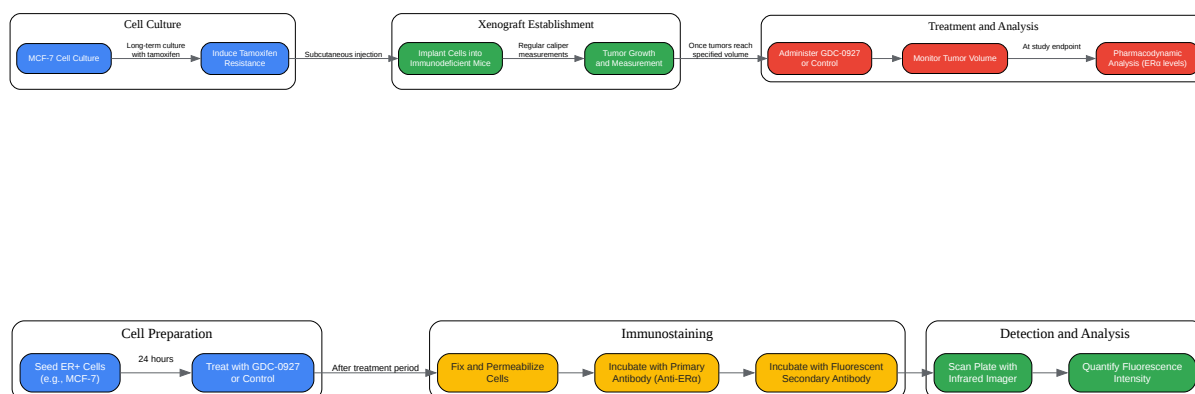 Cell Culture
MCF-7 Cell Culture
Long-term culture
with tamoxifen
Induce Tamoxifen
Resistance
Subcutaneous injection
Xenograft Establishment
Implant Cells into
Immunodeficient Mice
Regular caliper
measurements
Tumor Growth
and Measurement
Once tumors reach
specified volume
Treatment and Analysis
Administer GDC-0927
or Control
Monitor Tumor Volume
At study endpoint
Pharmacodynamic
Analysis (ERα levels)
Cell Preparation
Seed ER+ Cells
(e.g., MCF-7)
24 hours
Treat with GDC-0927
or Control
After treatment period
Immunostaining
Fix and Permeabilize
Cells
Incubate with Primary
Antibody (Anti-ERα)
Incubate with Fluorescent
Secondary Antibody
Detection and Analysis
Scan Plate with
Infrared Imager
Quantify Fluorescence
Intensity